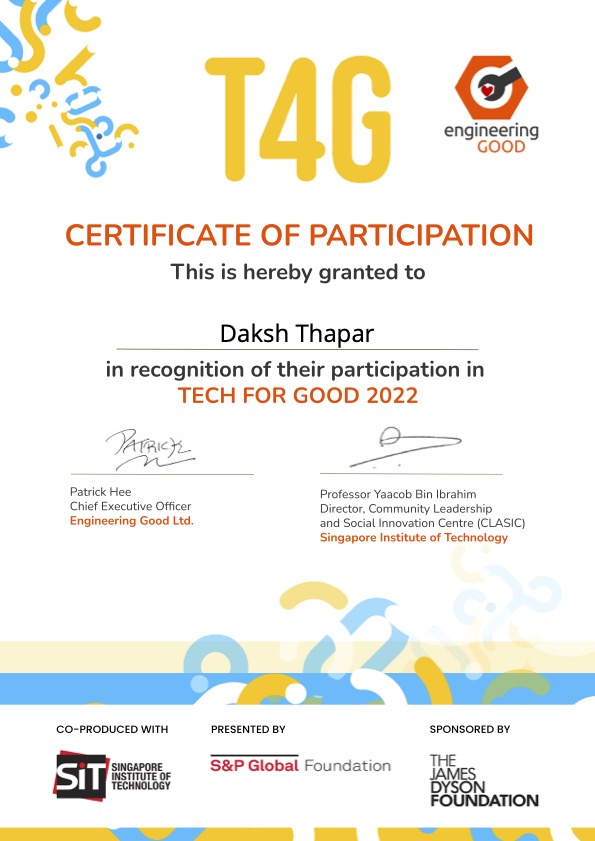 T4G
engineering
GOOD
CERTIFICATE OF PARTICIPATION
This is hereby granted to
Daksh Thapar
in recognition of their participation in
TECH FOR GOOD 2022
PATRICK
Patrick Hee
Chief Executive Officer
Engineering Good Ltd.
Professor Yaacob Bin Ibrahim
Director, Community Leadership
and Social Innovation Centre (CLASIC)
Singapore Institute of Technology
CO-PRODUCED WITH
SiT
SINGAPORE
INSTITUTE OF
TECHNOLOGY
PRESENTED BY
S&P Global Foundation
SPONSORED BY
THE
JAMES
DYSON
FOUNDATION